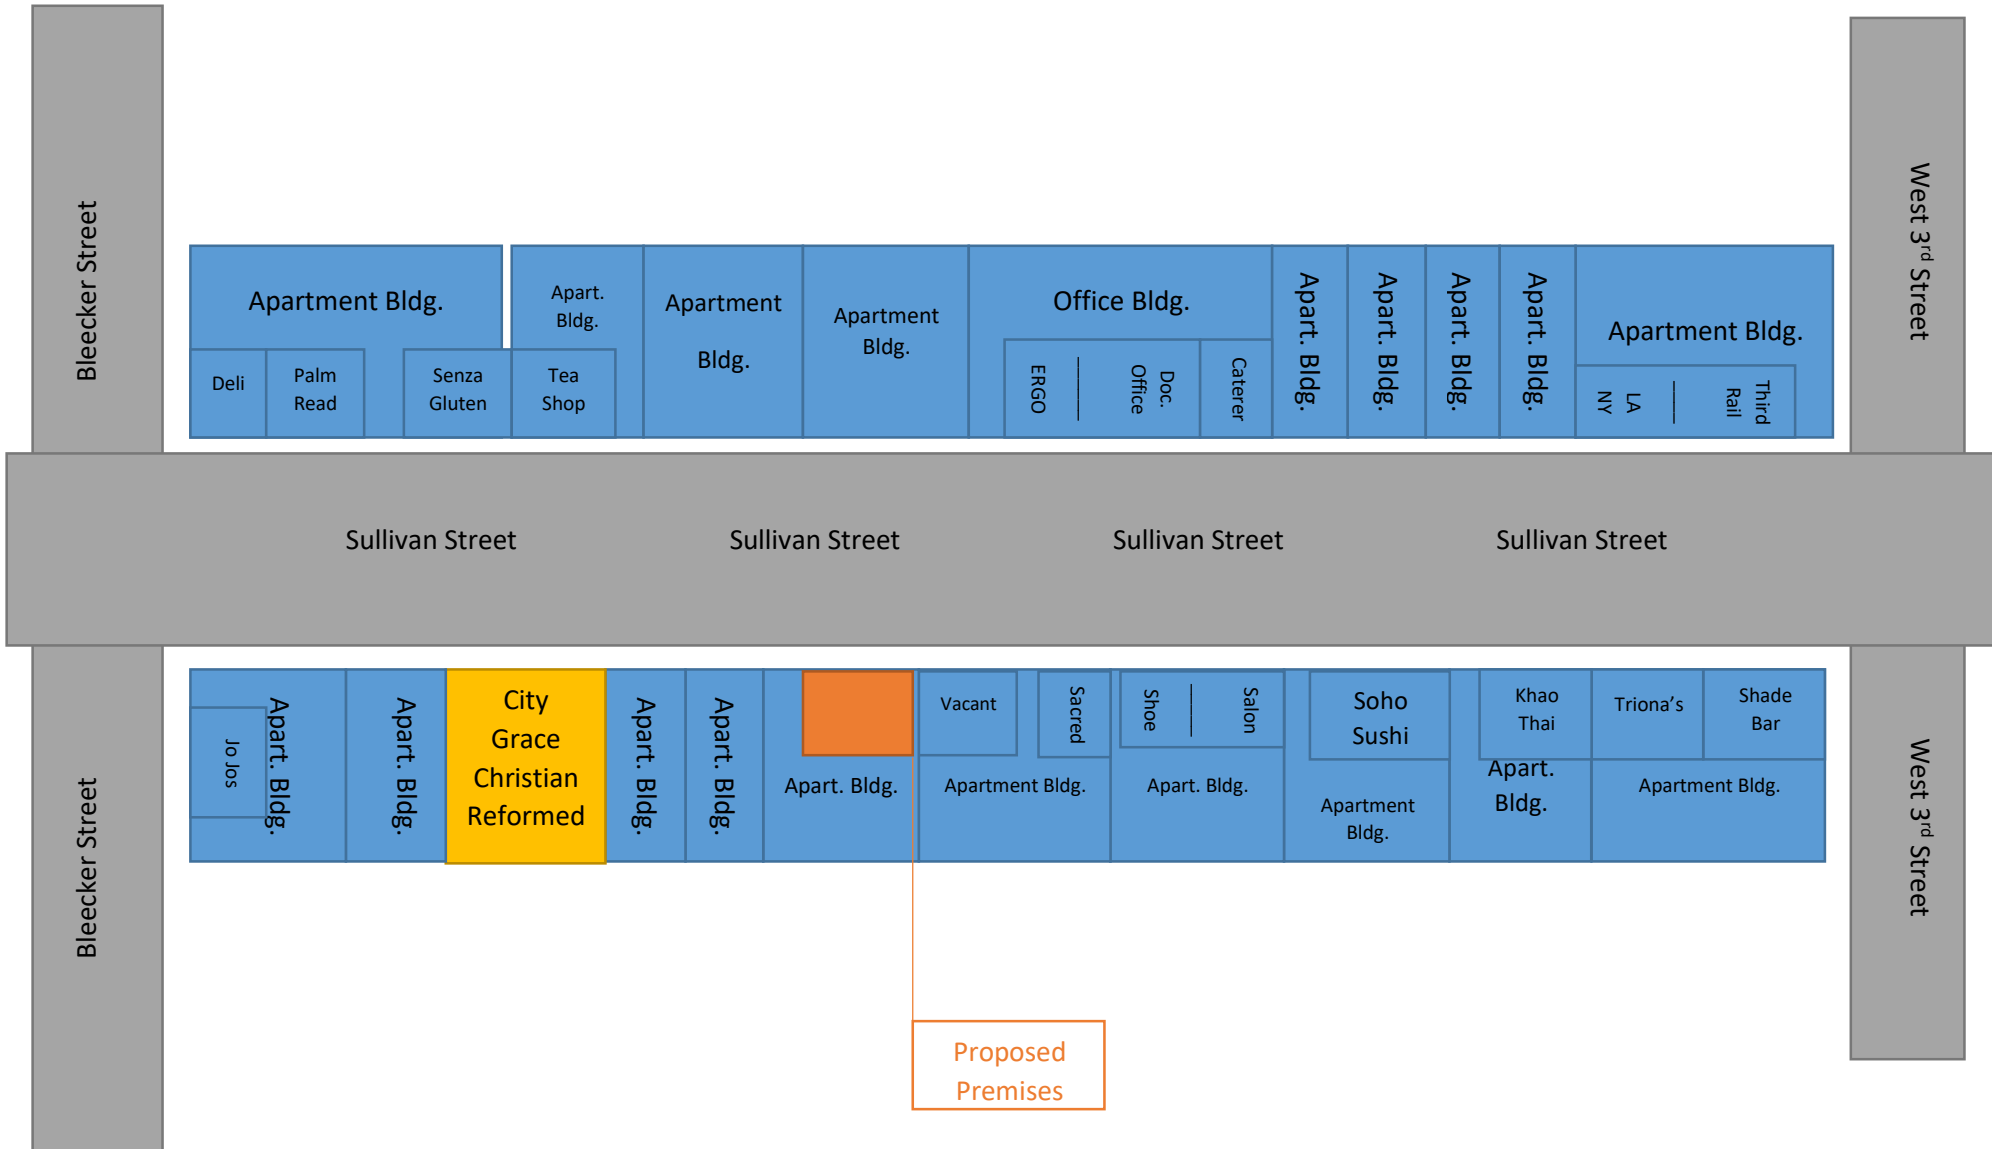 Bleecker Street
West 3rd Street
Apartment Bldg.
Deli
Palm
Read
Senza
Gluten
Apart.
Bldg.
Tea
Shop
Apartment
Bldg.
Apartment
Bldg.
Office Bldg.
ERGO
Doc.
Office
Caterer
Apart. Bldg.
Apart. Bldg.
Apart. Bldg.
Apart. Bldg.
Apartment Bldg.
LA
NY
Third
Rail
Sullivan Street
Sullivan Street
Sullivan Street
Sullivan Street
Bleecker Street
West 3rd Street
Jo Jos
Apart. Bldg.
Apart. Bldg.
City
Grace
Christian
Reformed
Apart. Bldg.
Apart. Bldg.
Apart. Bldg.
Vacant
Sacred
Apartment Bldg.
Shoe
Salon
Apart. Bldg.
Soho
Sushi
Apartment
Bldg.
Khao
Thai
Apart.
Bldg.
Triona’s
Shade
Bar
Apartment Bldg.
Proposed
Premises